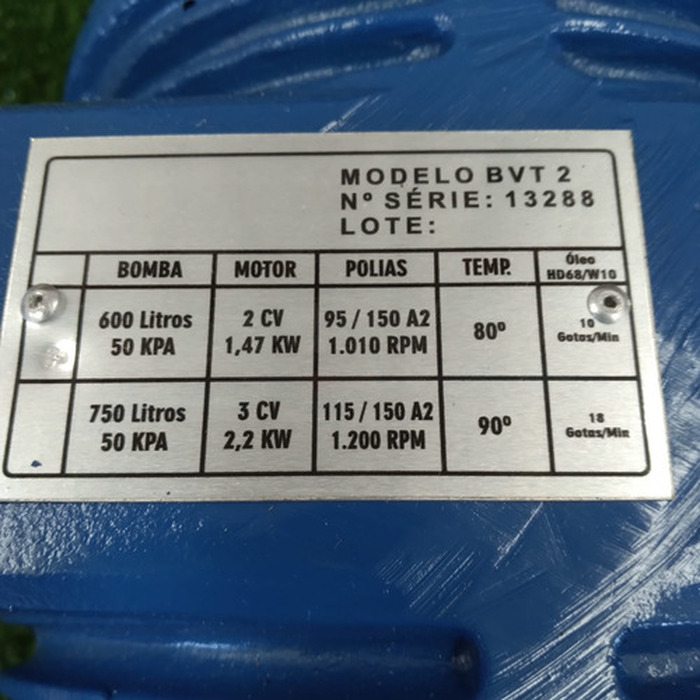 MODELO BVT 2
Nº SÉRIE: 13288
LOTE:
BOMBA MOTOR POLIAS TEMP. Óleo HD68/W10
600 Litros 2 CV 95 / 150 A2 80º 10
50 KPA 1,47 KW 1.010 RPM Gotas/Min
750 Litros 3 CV 115 / 150 A2 90º 18
50 KPA 2,2 KW 1.200 RPM Gotas/Min